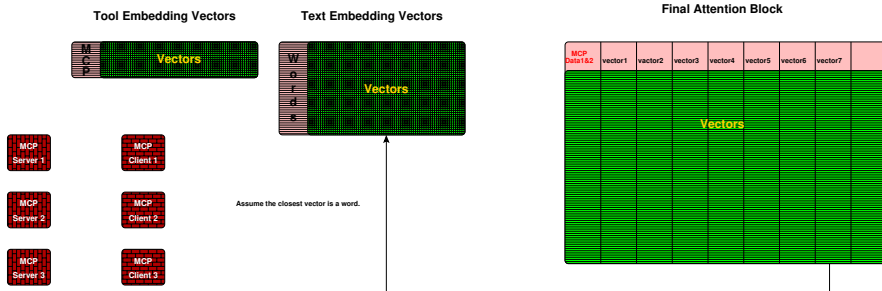 Tool Embedding Vectors
Text Embedding Vectors
Final Attention Block
MCP
Vectors
Words
Vectors
MCP
Data1&2
vector1
vactor2
vector3
vector4
vector5
vector6
vector7
Vectors
MCP
Server 1
MCP
Client 1
MCP
Server 2
MCP
Client 2
Assume the closest vector is a word.
MCP
Server 3
MCP
Client 3